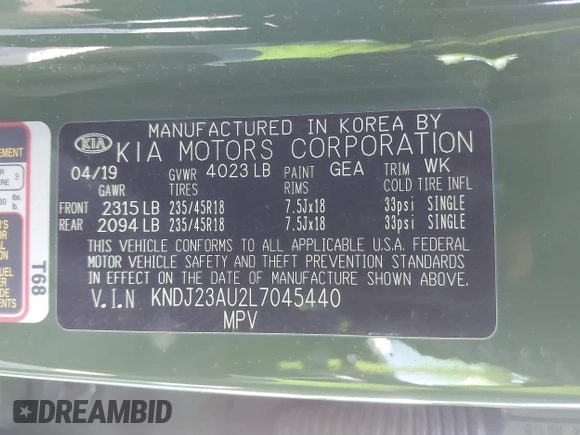 MANUFACTURED IN KOREA BY
KIA KIA MOTORS CORPORATION
04/19 GVWR 4023 LB PAINT GEA TRIM WK
GAWR TIRES RIMS COLD TIRE INFL
FRONT 2315 LB 235/45R18 7.5Jx18 33psi SINGLE
REAR 2094 LB 235/45R18 7.5Jx18 33psi SINGLE
THIS VEHICLE CONFORMS TO ALL APPLICABLE U.S.A. FEDERAL
MOTOR VEHICLE SAFETY AND THEFT PREVENTION STANDARDS
IN EFFECT ON THE DATE OF MANUFACTURE SHOWN ABOVE.
V.I.N KNDJ23AU2L7045440
MPV
T68
DREAMBID